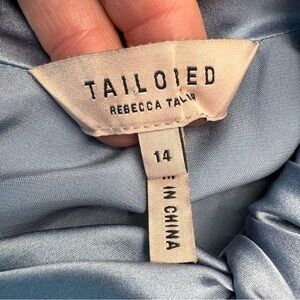 TAILORED
REBECCA
14
IN CHINA